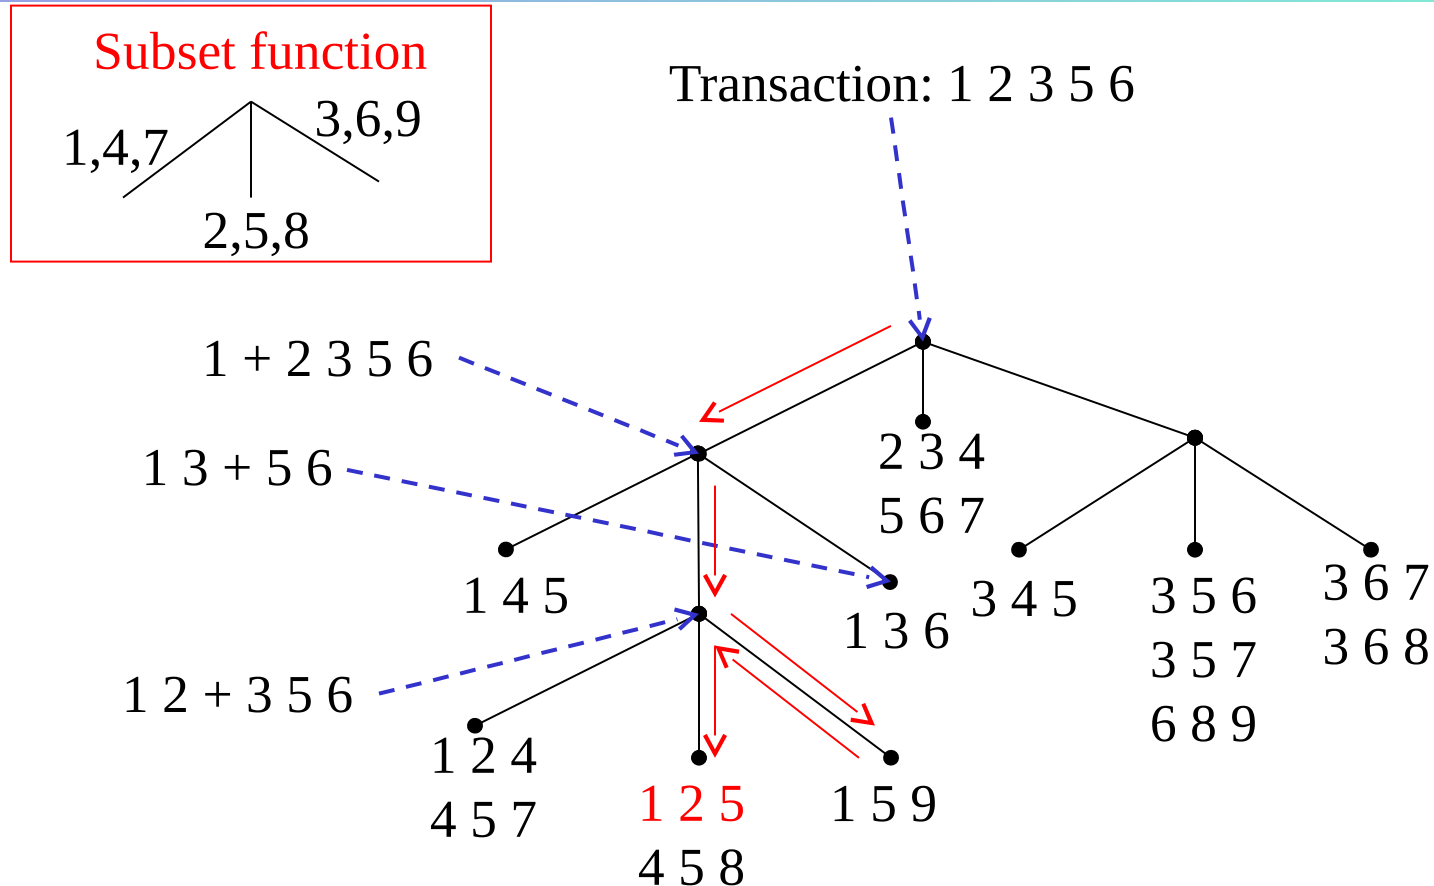 Subset function
1,4,7
3,6,9
2,5,8
Transaction: 1 2 3 5 6
1 + 2 3 5 6
1 3 + 5 6
1 2 + 3 5 6
2 3 4
5 6 7
1 4 5
1 3 6
3 4 5
3 5 6
3 5 7
6 8 9
3 6 7
3 6 8
1 2 4
4 5 7
1 2 5
4 5 8
1 5 9